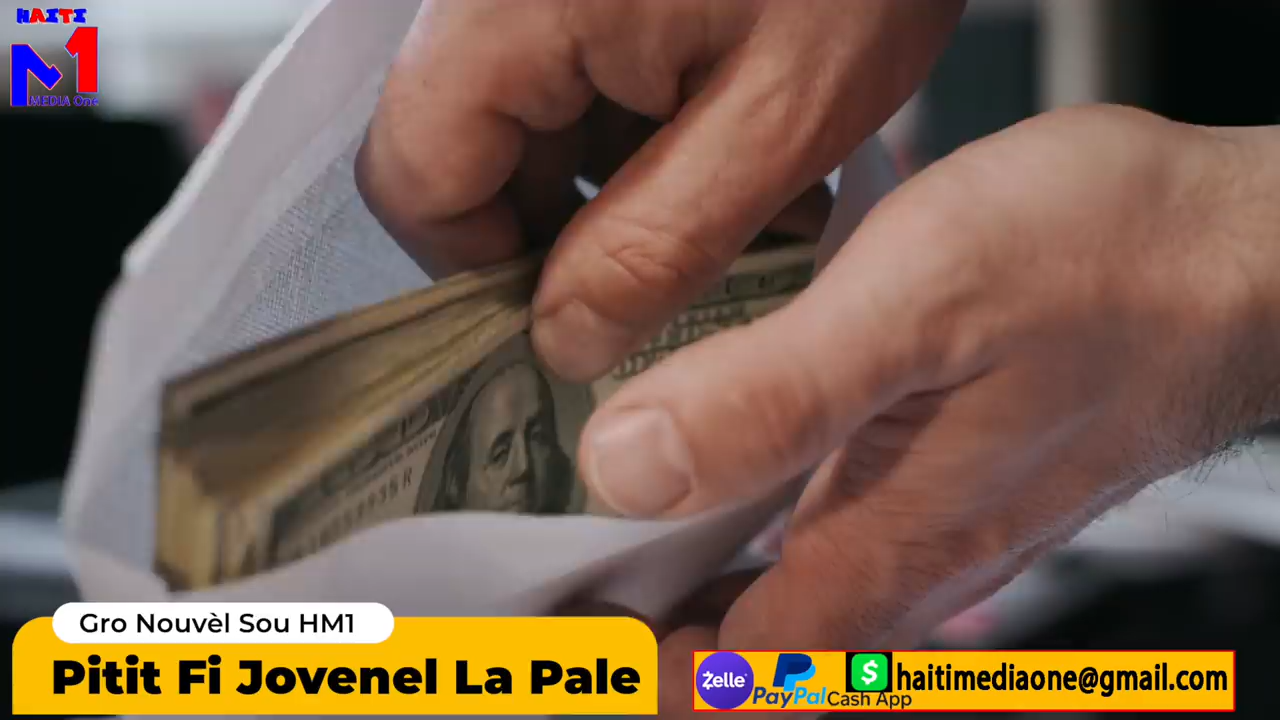 HAITI
M1
MEDIA One
Gro Nouvèl Sou HM1
Pitit Fi Jovenel La Pale
Zelle
PayPal
$
Cash App
haitimediaone@gmail.com